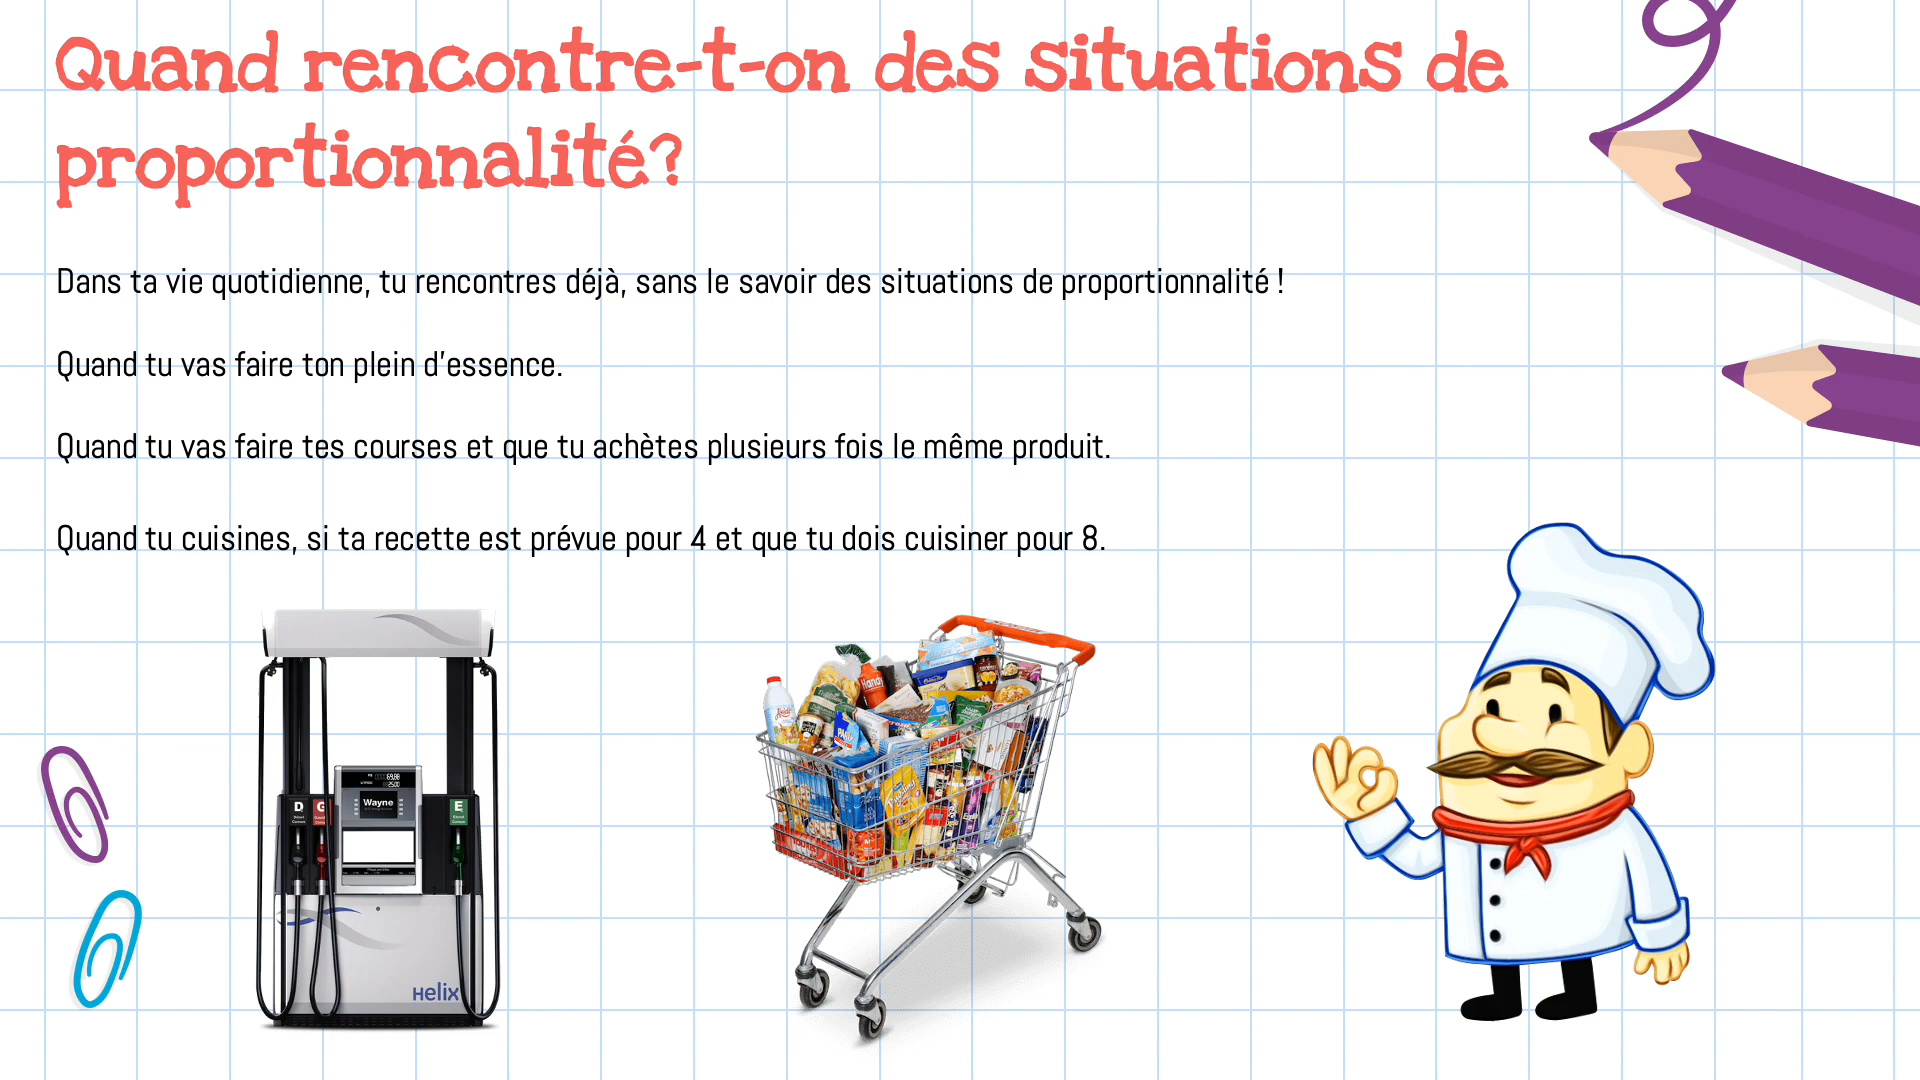 Quand rencontre-t-on des situations de
proportionnalité?
Dans ta vie quotidienne, tu rencontres déjà, sans le savoir des situations de proportionnalité !
Quand tu vas faire ton plein d'essence.
Quand tu vas faire tes courses et que tu achètes plusieurs fois le même produit.
Quand tu cuisines, si ta recette est prévue pour 4 et que tu dois cuisiner pour 8.
Wayne
D G E
Helix